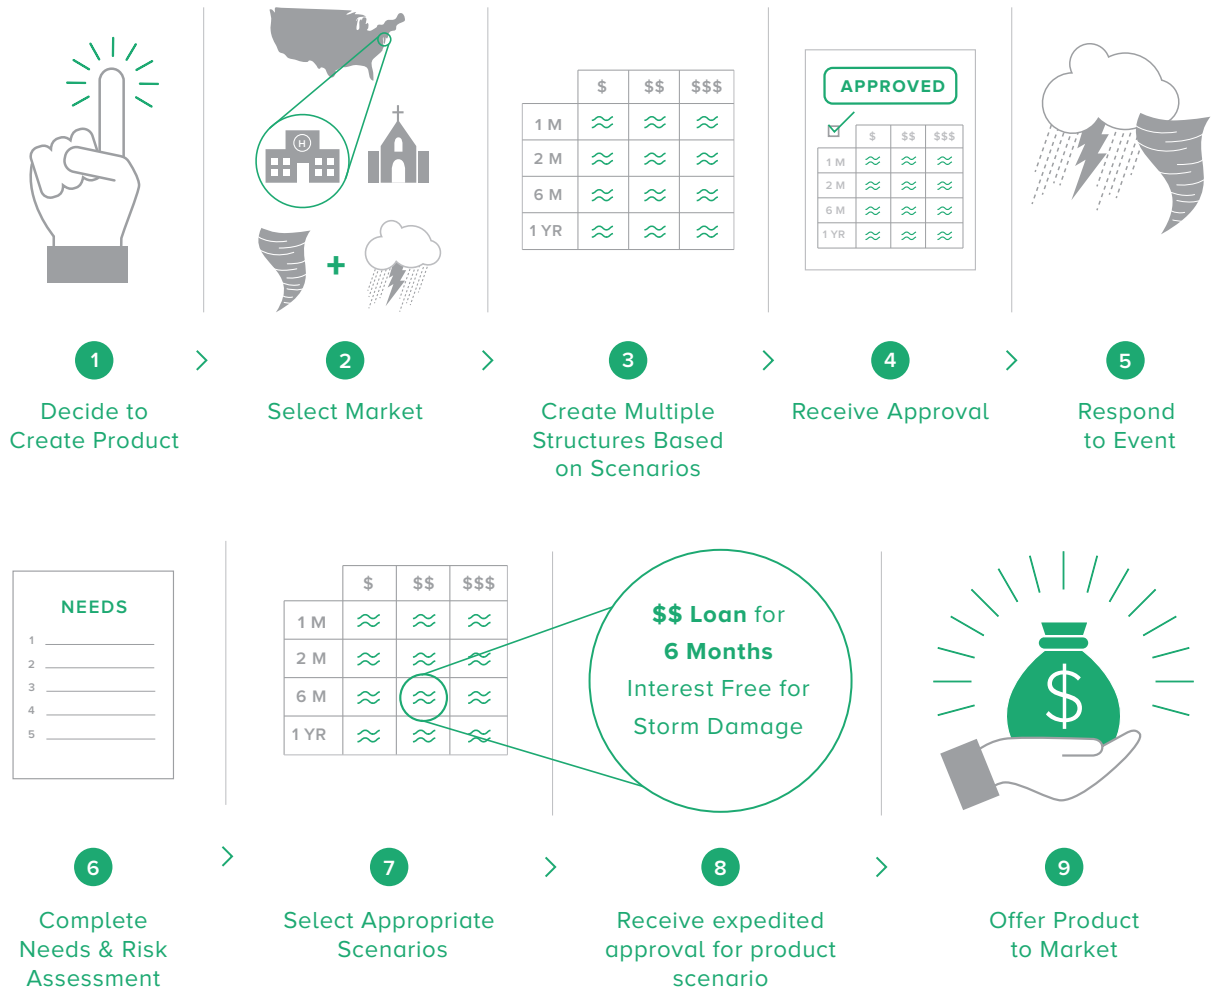 H
$ $$ $$$
1 M
2 M
6 M
1 YR
APPROVED
$ $$ $$$
1 M
2 M
6 M
1 YR
1
Decide to
Create Product
2
Select Market
3
Create Multiple
Structures Based
on Scenarios
4
Receive Approval
5
Respond
to Event
NEEDS
1
2
3
4
5
$ $$ $$$
1 M
2 M
6 M
1 YR
$$ Loan for
6 Months
Interest Free for
Storm Damage
$
6
Complete
Needs & Risk
Assessment
7
Select Appropriate
Scenarios
8
Receive expedited
approval for product
scenario
9
Offer Product
to Market